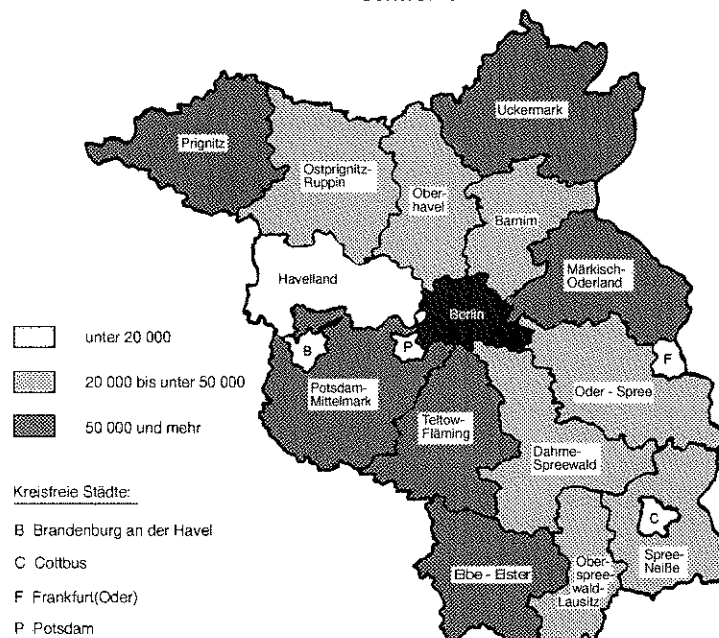 Uckermark
Prignitz
Ostprignitz-
Ruppin
Ober-
havel
Barnim
Havelland
Märkisch-
Oderland
Berlin
unter 20 000
B
P
F
20 000 bis unter 50 000
Potsdam-
Mittelmark
Oder - Spree
50 000 und mehr
Teltow-
Fläming
Dahme-
Spreewald
Kreisfreie Städte:
B Brandenburg an der Havel
C
C Cottbus
Spree-
Neiße
Elbe - Elster
Ober-
spree-
wald-
Lausitz
F Frankfurt(Oder)
P Potsdam